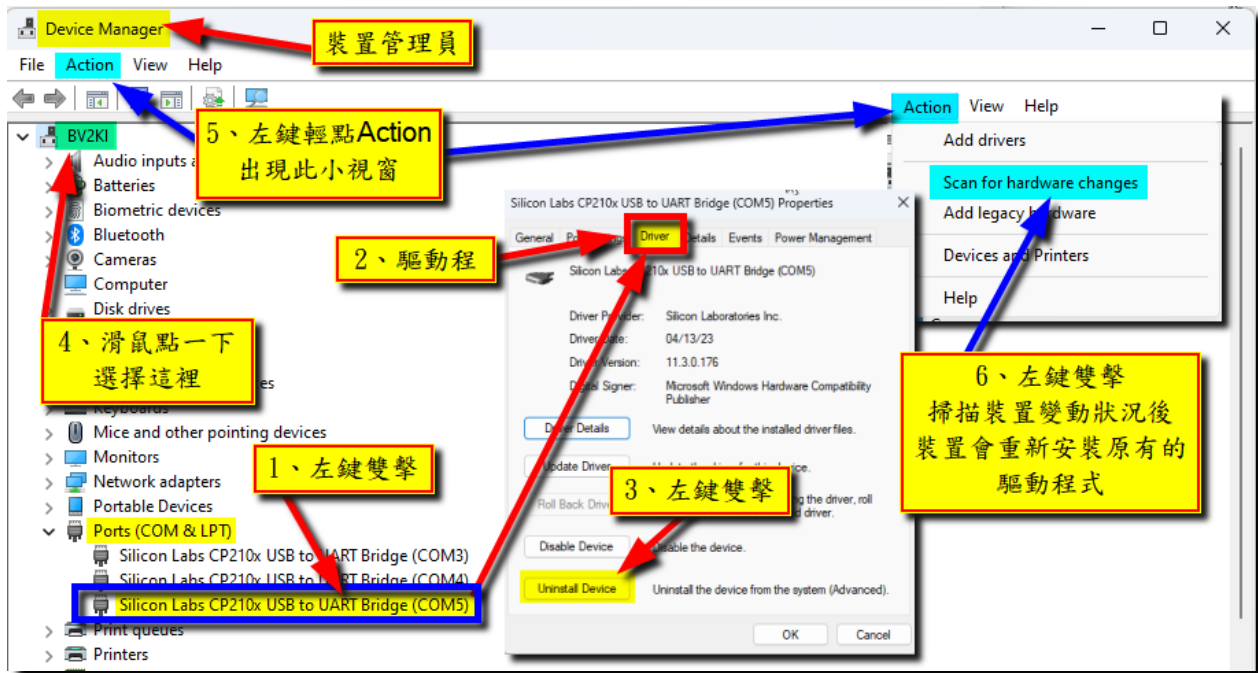 Device Manager
裝置管理員
File Action View Help
5、左鍵輕點Action
出現此小視窗
BV2KI
Audio inputs
Batteries
Biometric devices
Bluetooth
Cameras
Computer
Disk drives
4、滑鼠點一下
選擇這裡
Keyboards
Mice and other pointing devices
Monitors
Network adapters
Portable Devices
Ports (COM & LPT)
Silicon Labs CP210x USB to UART Bridge (COM3)
Silicon Labs CP210x USB to UART Bridge (COM4)
Silicon Labs CP210x USB to UART Bridge (COM5)
Print queues
Printers
1、左鍵雙擊
2、驅動程
Silicon Labs CP210x USB to UART Bridge (COM5) Properties
General Driver Details Events Power Management
Silicon Labs CP210x USB to UART Bridge (COM5)
Driver Provider: Silicon Laboratories Inc.
Driver Date: 04/13/23
Driver Version: 11.3.0.176
Digital Signer: Microsoft Windows Hardware Compatibility
Publisher
Driver Details View details about the installed driver files.
Update Driver
3、左鍵雙擊
Roll Back Driver the driver, roll
driver.
Disable Device Disable the device.
Uninstall Device Uninstall the device from the system (Advanced).
OK Cancel
Action View Help
Add drivers
Scan for hardware changes
Add legacy hardware
Devices and Printers
Help
6、左鍵雙擊
掃描裝置變動狀況後
裝置會重新安裝原有的
驅動程式